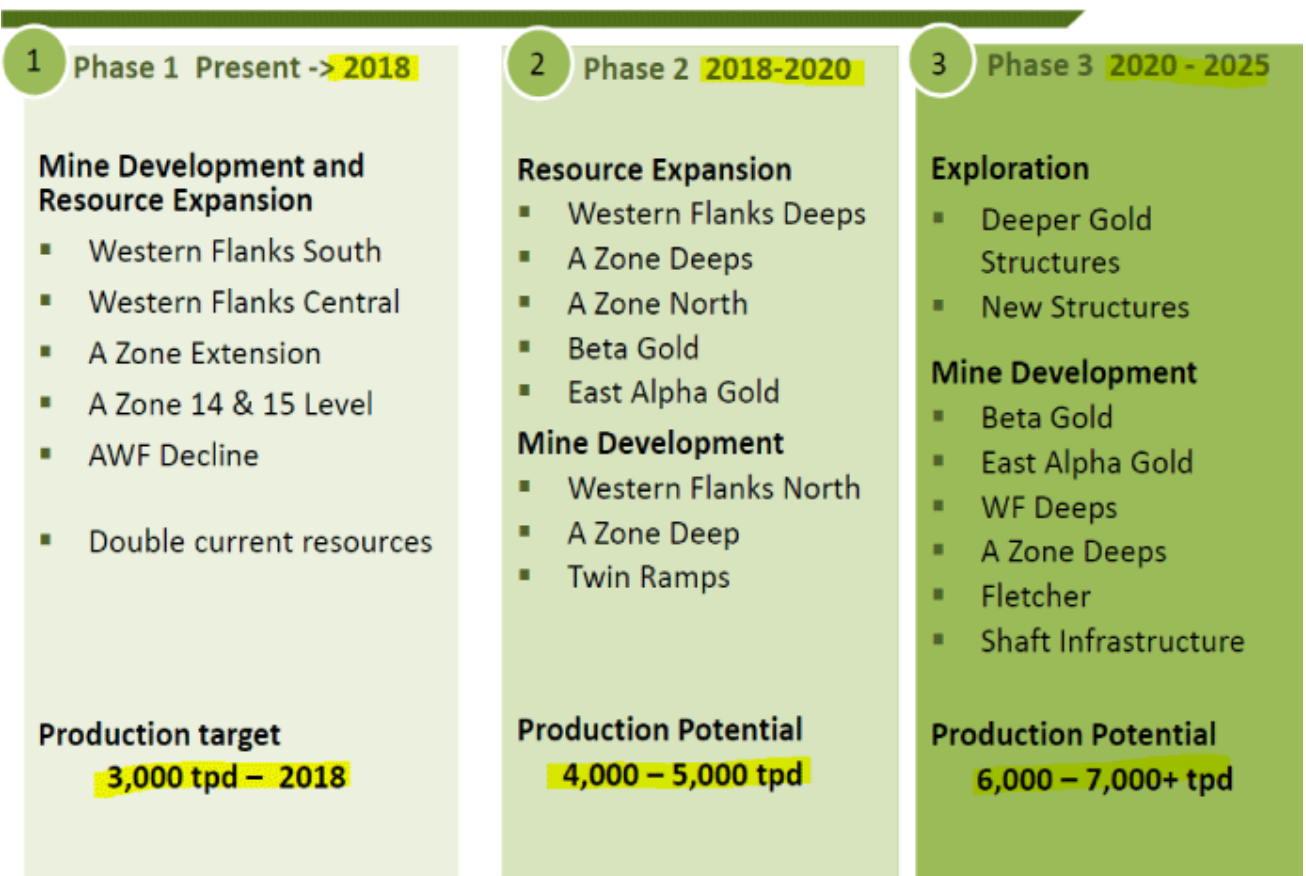 1
Phase 1 Present -> 2018
Mine Development and
Resource Expansion
▪ Western Flanks South
▪ Western Flanks Central
▪ A Zone Extension
▪ A Zone 14 & 15 Level
▪ AWF Decline
▪ Double current resources
Production target
3,000 tpd – 2018
2
Phase 2 2018-2020
Resource Expansion
▪ Western Flanks Deeps
▪ A Zone Deeps
▪ A Zone North
▪ Beta Gold
▪ East Alpha Gold
Mine Development
▪ Western Flanks North
▪ A Zone Deep
▪ Twin Ramps
Production Potential
4,000 – 5,000 tpd
3
Phase 3 2020 - 2025
Exploration
▪ Deeper Gold
Structures
▪ New Structures
Mine Development
▪ Beta Gold
▪ East Alpha Gold
▪ WF Deeps
▪ A Zone Deeps
▪ Fletcher
▪ Shaft Infrastructure
Production Potential
6,000 – 7,000+ tpd